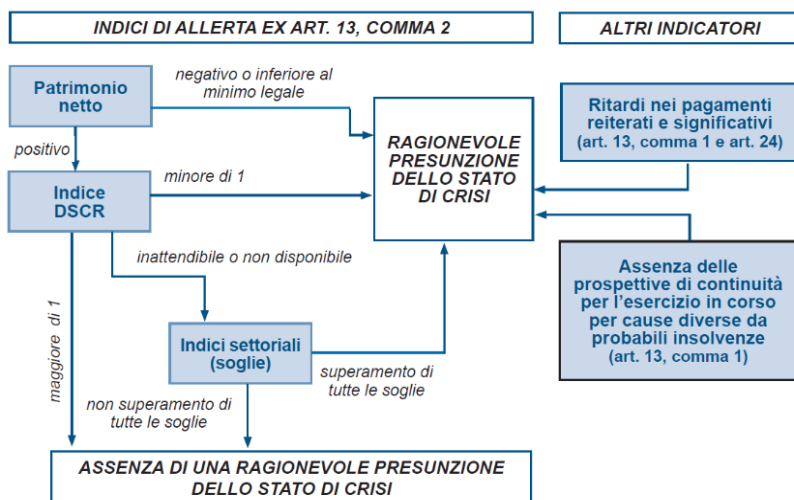 INDICI DI ALLERTA EX ART. 13, COMMA 2
ALTRI INDICATORI
Patrimonio
netto
negativo o inferiore al
minimo legale
positivo
Indice
DSCR
minore di 1
RAGIONEVOLE
PRESUNZIONE
DELLO STATO
DI CRISI
Ritardi nei pagamenti
reiterati e significativi
(art. 13, comma 1 e art. 24)
inattendibile o non disponibile
maggiore di 1
Indici settoriali
(soglie)
superamento di
tutte le soglie
Assenza delle
prospettive di continuità
per l'esercizio in corso
per cause diverse da
probabili insolvenze
(art. 13, comma 1)
non superamento di
tutte le soglie
ASSENZA DI UNA RAGIONEVOLE PRESUNZIONE
DELLO STATO DI CRISI